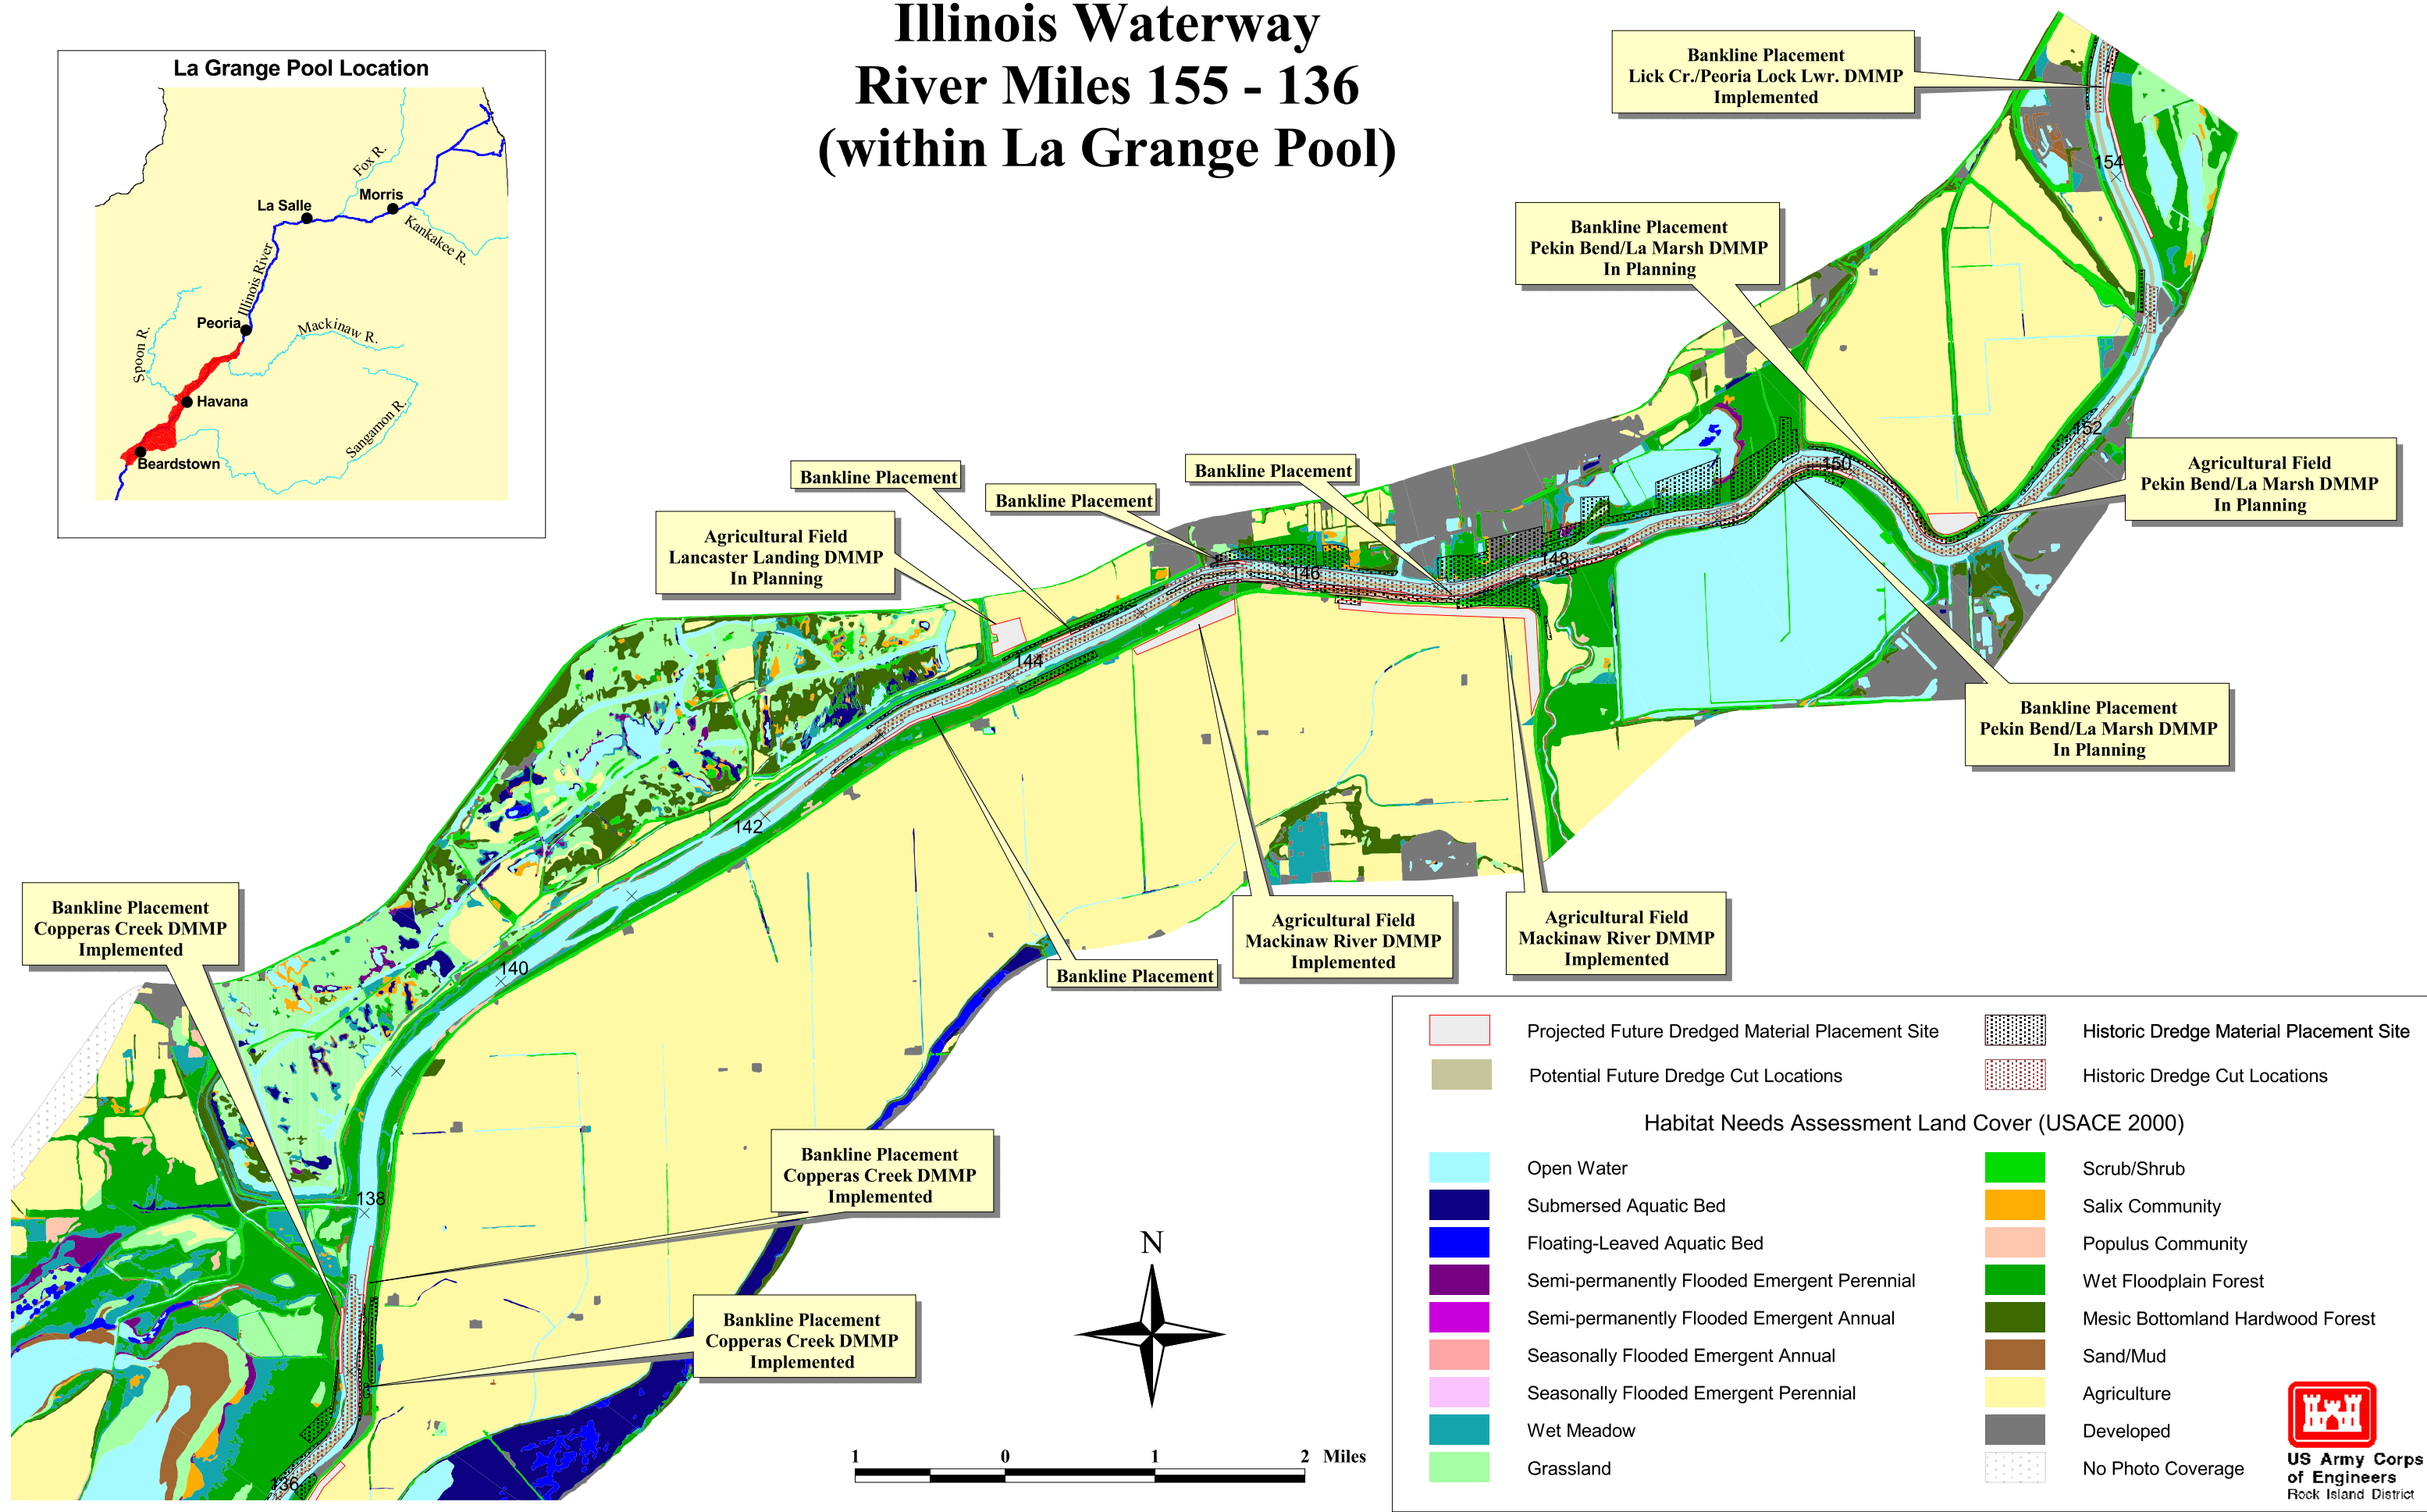 Illinois Waterway
River Miles 155 - 136
(within La Grange Pool)
La Grange Pool Location
Fox R.
Morris
La Salle
Kankakee R.
Illinois River
Peoria
Mackinaw R.
Spoon R.
Havana
Sangamon R.
Beardstown
Bankline Placement
Lick Cr./Peoria Lock Lwr. DMMP
Implemented
154
Bankline Placement
Pekin Bend/La Marsh DMMP
In Planning
152
150
Agricultural Field
Pekin Bend/La Marsh DMMP
In Planning
Bankline Placement
Bankline Placement
Bankline Placement
Agricultural Field
Lancaster Landing DMMP
In Planning
148
146
144
Bankline Placement
Pekin Bend/La Marsh DMMP
In Planning
142
Bankline Placement
Copperas Creek DMMP
Implemented
Agricultural Field
Mackinaw River DMMP
Implemented
Agricultural Field
Mackinaw River DMMP
Implemented
Bankline Placement
140
138
Bankline Placement
Copperas Creek DMMP
Implemented
Bankline Placement
Copperas Creek DMMP
Implemented
136
N
1 0 1 2 Miles
Projected Future Dredged Material Placement Site
Historic Dredge Material Placement Site
Potential Future Dredge Cut Locations
Historic Dredge Cut Locations
Habitat Needs Assessment Land Cover (USACE 2000)
Open Water
Submersed Aquatic Bed
Floating-Leaved Aquatic Bed
Semi-permanently Flooded Emergent Perennial
Semi-permanently Flooded Emergent Annual
Seasonally Flooded Emergent Annual
Seasonally Flooded Emergent Perennial
Wet Meadow
Grassland
Scrub/Shrub
Salix Community
Populus Community
Wet Floodplain Forest
Mesic Bottomland Hardwood Forest
Sand/Mud
Agriculture
Developed
No Photo Coverage
US Army Corps
of Engineers
Rock Island District